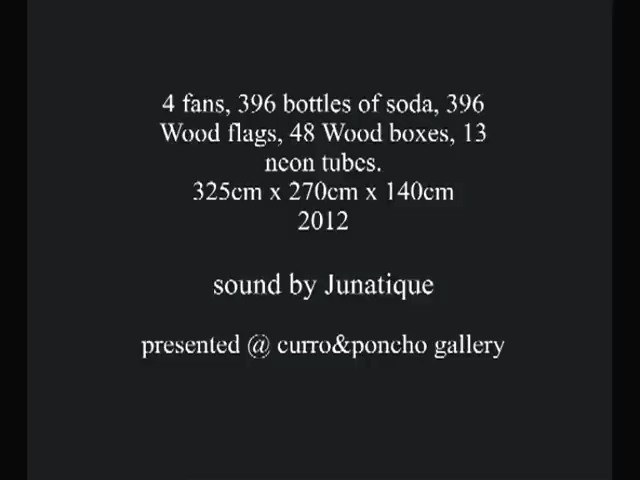 4 fans, 396 bottles of soda, 396
Wood flags, 48 Wood boxes, 13
neon tubes.
325cm x 270cm x 140cm
2012
sound by Junatique
presented @ curro&poncho gallery